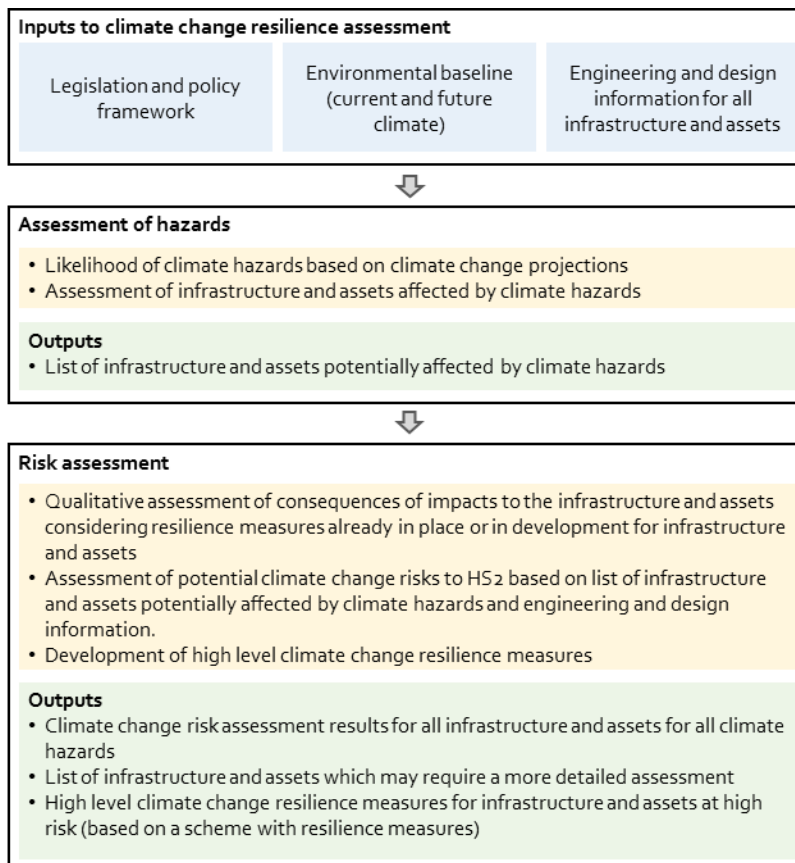 Inputs to climate change resilience assessment
Legislation and policy
framework
Environmental baseline
(current and future
climate)
Engineering and design
information for all
infrastructure and assets
Assessment of hazards
• Likelihood of climate hazards based on climate change projections
• Assessment of infrastructure and assets affected by climate hazards
Outputs
• List of infrastructure and assets potentially affected by climate hazards
Risk assessment
• Qualitative assessment of consequences of impacts to the infrastructure and assets
considering resilience measures already in place or in development for infrastructure
and assets
• Assessment of potential climate change risks to HS2 based on list of infrastructure
and assets potentially affected by climate hazards and engineering and design
information.
• Development of high level climate change resilience measures
Outputs
• Climate change risk assessment results for all infrastructure and assets for all climate
hazards
• List of infrastructure and assets which may require a more detailed assessment
• High level climate change resilience measures for infrastructure and assets at high
risk (based on a scheme with resilience measures)